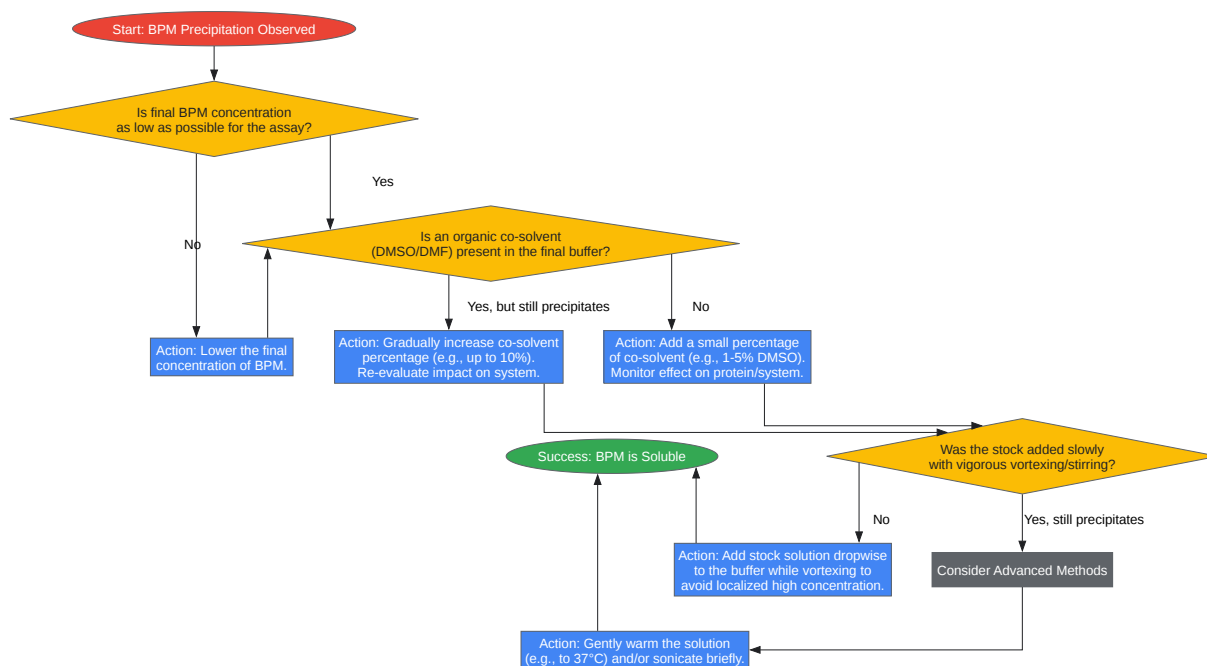 Start: BPM Precipitation Observed
Is final BPM concentration
as low as possible for the assay?
Yes
No
Is an organic co-solvent
(DMSO/DMF) present in the final buffer?
Yes, but still precipitates
No
Action: Lower the final
concentration of BPM.
Action: Gradually increase co-solvent
percentage (e.g., up to 10%).
Re-evaluate impact on system.
Action: Add a small percentage
of co-solvent (e.g., 1-5% DMSO).
Monitor effect on protein/system.
Success: BPM is Soluble
Was the stock added slowly
with vigorous vortexing/stirring?
No
Yes, still precipitates
Action: Add stock solution dropwise
to the buffer while vortexing to
avoid localized high concentration.
Consider Advanced Methods
Action: Gently warm the solution
(e.g., to 37°C) and/or sonicate briefly.